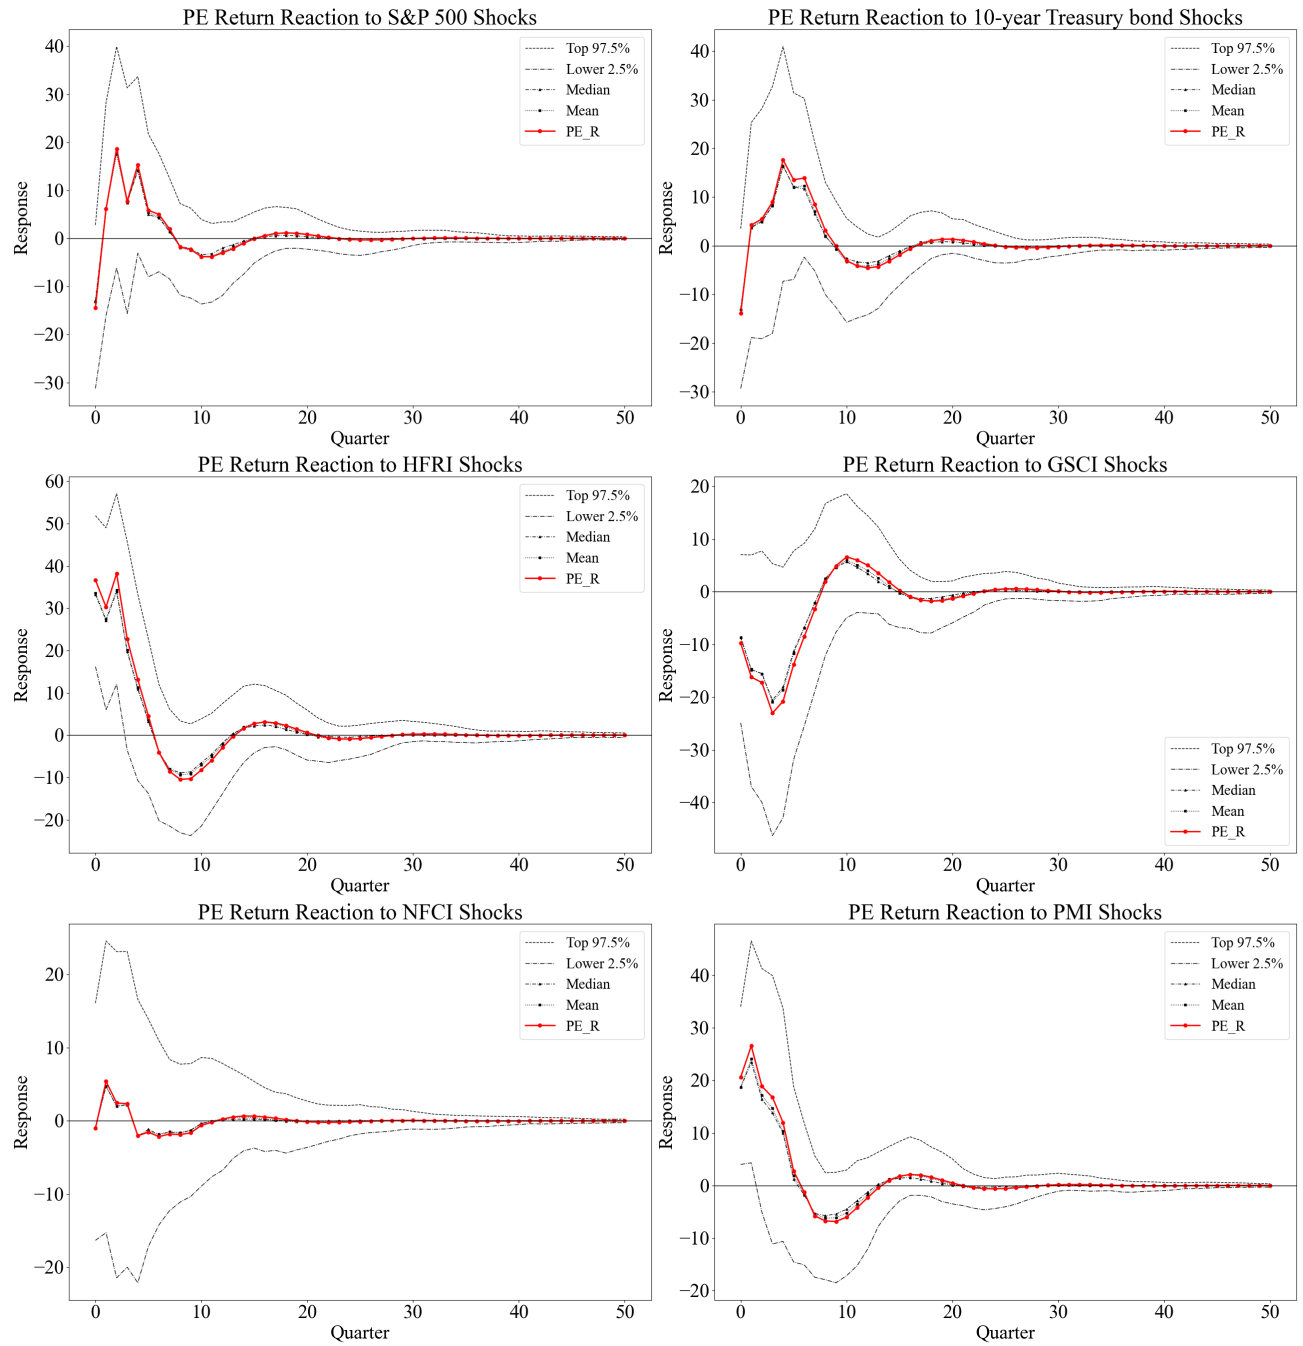 PE Return Reaction to S&P 500 Shocks
Response
40
30
20
10
0
−10
−20
−30
Top 97.5%
Lower 2.5%
Median
Mean
PE_R
0 10 20 30 40 50
Quarter
PE Return Reaction to 10-year Treasury bond Shocks
Response
40
30
20
10
0
−10
−20
−30
Top 97.5%
Lower 2.5%
Median
Mean
PE_R
0 10 20 30 40 50
Quarter
PE Return Reaction to HFRI Shocks
Response
60
50
40
30
20
10
0
−10
−20
Top 97.5%
Lower 2.5%
Median
Mean
PE_R
0 10 20 30 40 50
Quarter
PE Return Reaction to GSCI Shocks
Response
20
10
0
−10
−20
−30
−40
Top 97.5%
Lower 2.5%
Median
Mean
PE_R
0 10 20 30 40 50
Quarter
PE Return Reaction to NFCI Shocks
Response
20
10
0
−10
−20
Top 97.5%
Lower 2.5%
Median
Mean
PE_R
0 10 20 30 40 50
Quarter
PE Return Reaction to PMI Shocks
Response
40
30
20
10
0
−10
−20
Top 97.5%
Lower 2.5%
Median
Mean
PE_R
0 10 20 30 40 50
Quarter